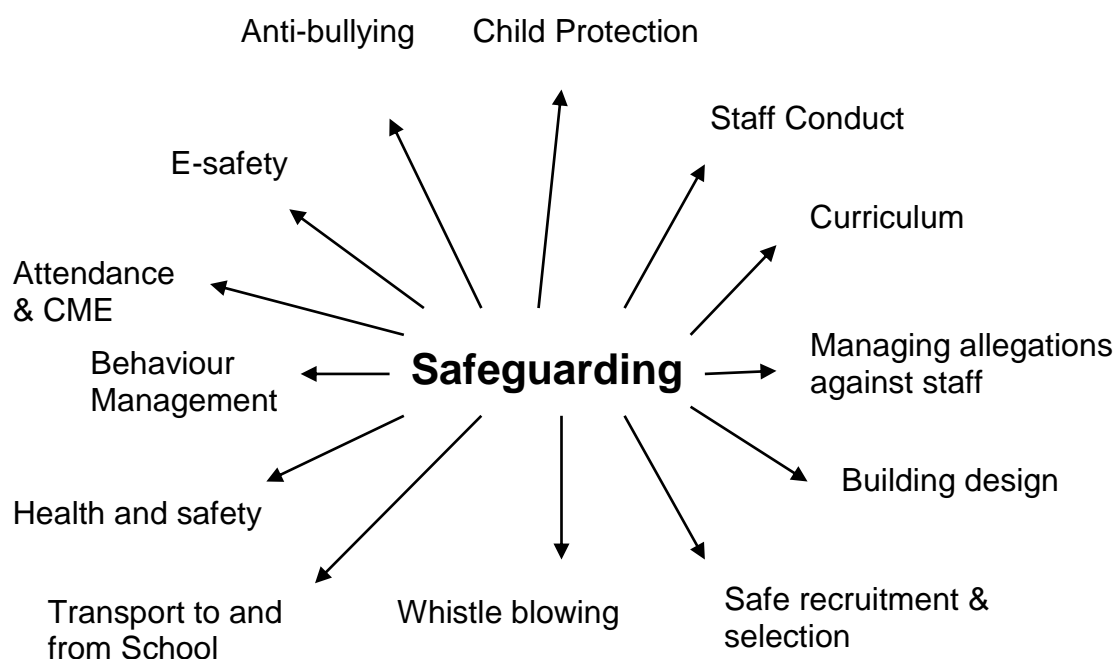 Anti-bullying
Child Protection
Staff Conduct
E-safety
Curriculum
Attendance
& CME
Behaviour
Management
Safeguarding
Managing allegations
against staff
Building design
Health and safety
Transport to and
from School
Whistle blowing
Safe recruitment &
selection